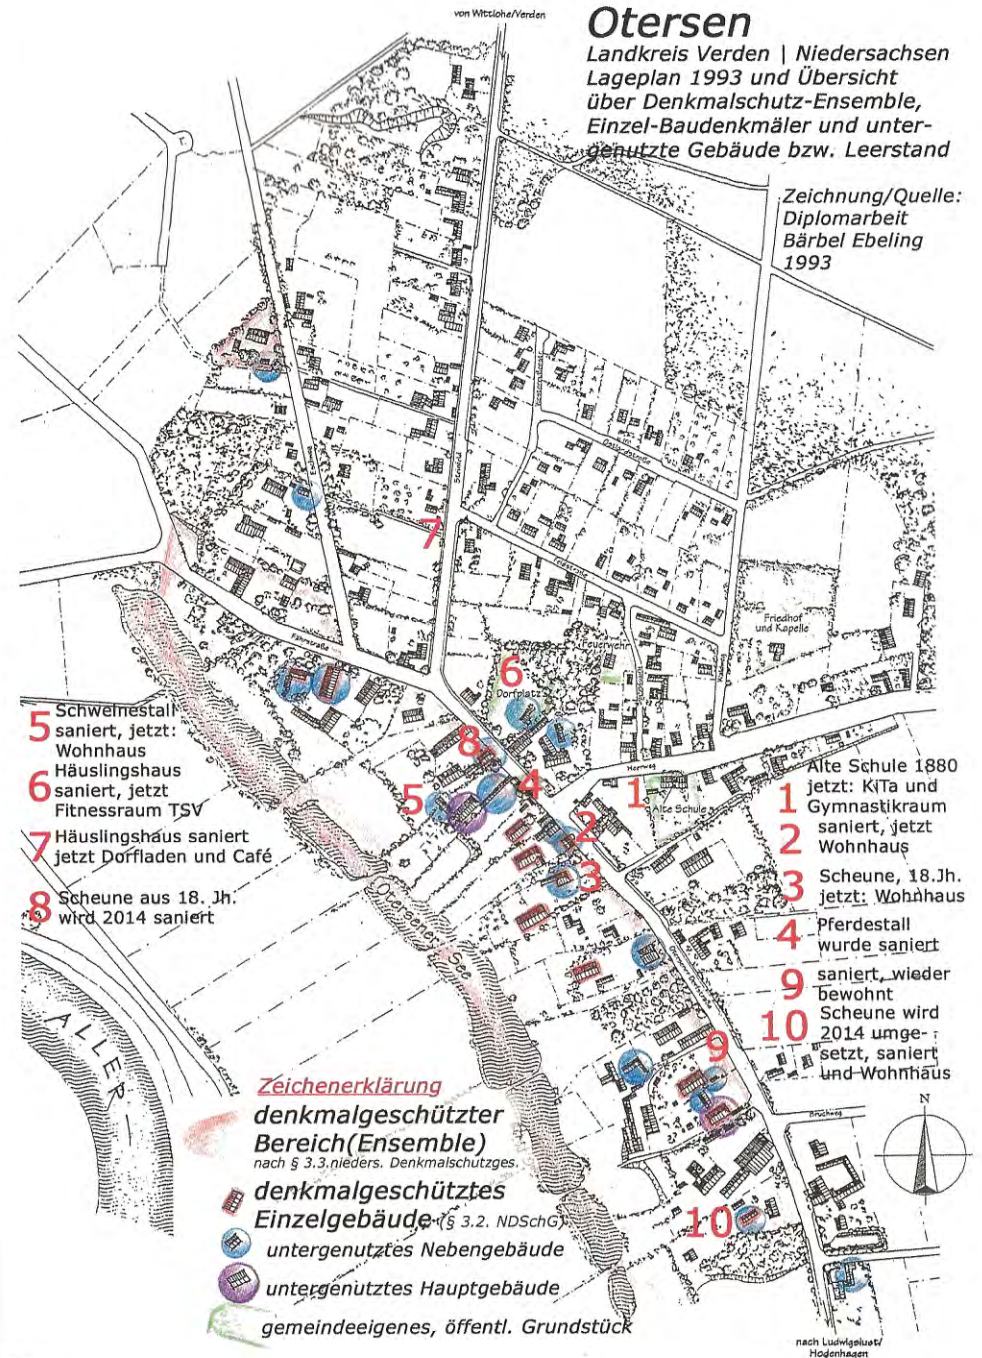 von Wittlohe/Verden
Otersen
Landkreis Verden | Niedersachsen
Lageplan 1993 und Übersicht
über Denkmalschutz-Ensemble,
Einzel-Baudenkmäler und unter-
genutzte Gebäude bzw. Leerstand
Zeichnung/Quelle:
Diplomarbeit
Bärbel Ebeling
1993
7
Friedhof
und Kapelle
Fährstraße
Feuerwehr
6
Dorfplatz
8
Heerweg
5
4
1
Alte Schule
2
3
9
10
5 Schweinestall
saniert, jetzt:
Wohnhaus
6 Häuslingshaus
saniert, jetzt
Fitnessraum TSV
7 Häuslingshaus saniert
jetzt Dorfladen und Café
8 Scheune aus 18. Jh.
wird 2014 saniert
Alte Schule 1880
1 jetzt: KiTa und
Gymnastikraum
2 saniert, jetzt
Wohnhaus
3 Scheune, 18.Jh.
jetzt: Wohnhaus
4 Pferdestall
wurde saniert
9 saniert, wieder
bewohnt
10 Scheune wird
2014 umge-
setzt, saniert
und Wohnhaus
See
ALLER
Bruchweg
N
Zeichenerklärung
denkmalgeschützter
Bereich(Ensemble)
nach § 3.3.nieders. Denkmalschutzges.
denkmalgeschütztes
Einzelgebäude (§ 3.2. NDSchG)
untergenutztes Nebengebäude
untergenutztes Hauptgebäude
gemeindeeigenes, öffentl. Grundstück
nach Ludwigslust/
Hodenhagen